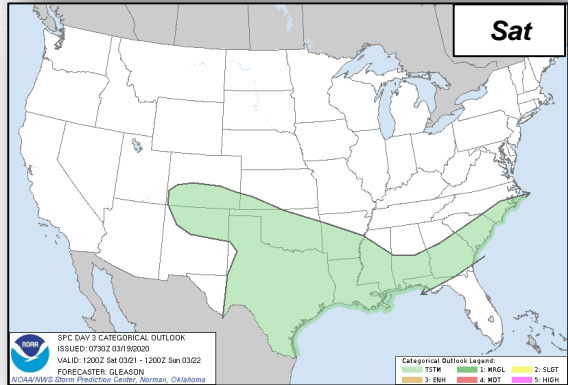 Sat
SPC DAY 3 CATEGORICAL OUTLOOK
ISSUED: 0730Z 03/19/2020
VALID: 1200Z Sat 03/21 - 1200Z Sun 03/22
FORECASTER: GLEASON
NOAA/NWS Storm Prediction Center, Norman, Oklahoma
NOAA
Categorical Outlook Legend:
TSTM 1: MRGL 2: SLGT
3: ENH 4: MDT 5: HIGH